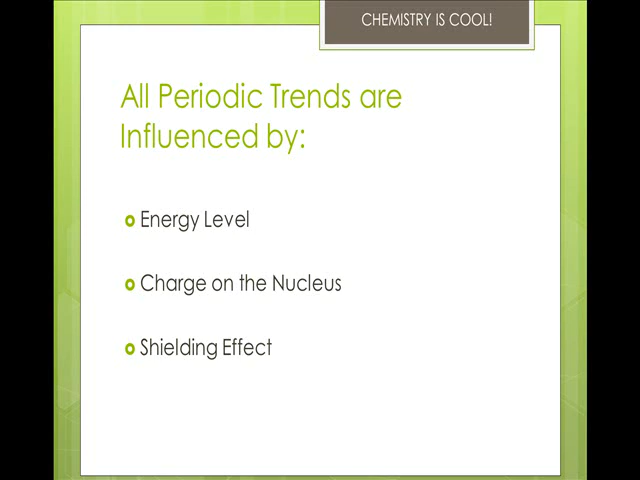 CHEMISTRY IS COOL!
All Periodic Trends are
Influenced by:
Energy Level
Charge on the Nucleus
Shielding Effect